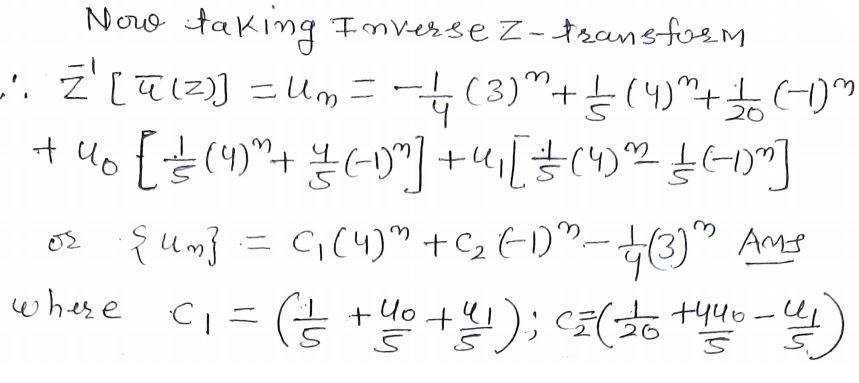 Now taking Inverse Z-transform
∴ Z⁻¹[ū(z)] = uₙ = -1/4 (3)ⁿ + 1/5 (4)ⁿ + 1/20 (-1)ⁿ
+ u₀ [1/5 (4)ⁿ + 4/5 (-1)ⁿ] + u₁ [1/5 (4)ⁿ - 1/5 (-1)ⁿ]
or {uₙ} = C₁(4)ⁿ + C₂(-1)ⁿ - 1/4 (3)ⁿ Ans
where C₁ = (1/5 + u₀/5 + u₁/5); C₂ = (1/20 + 4u₀/5 - u₁/5)